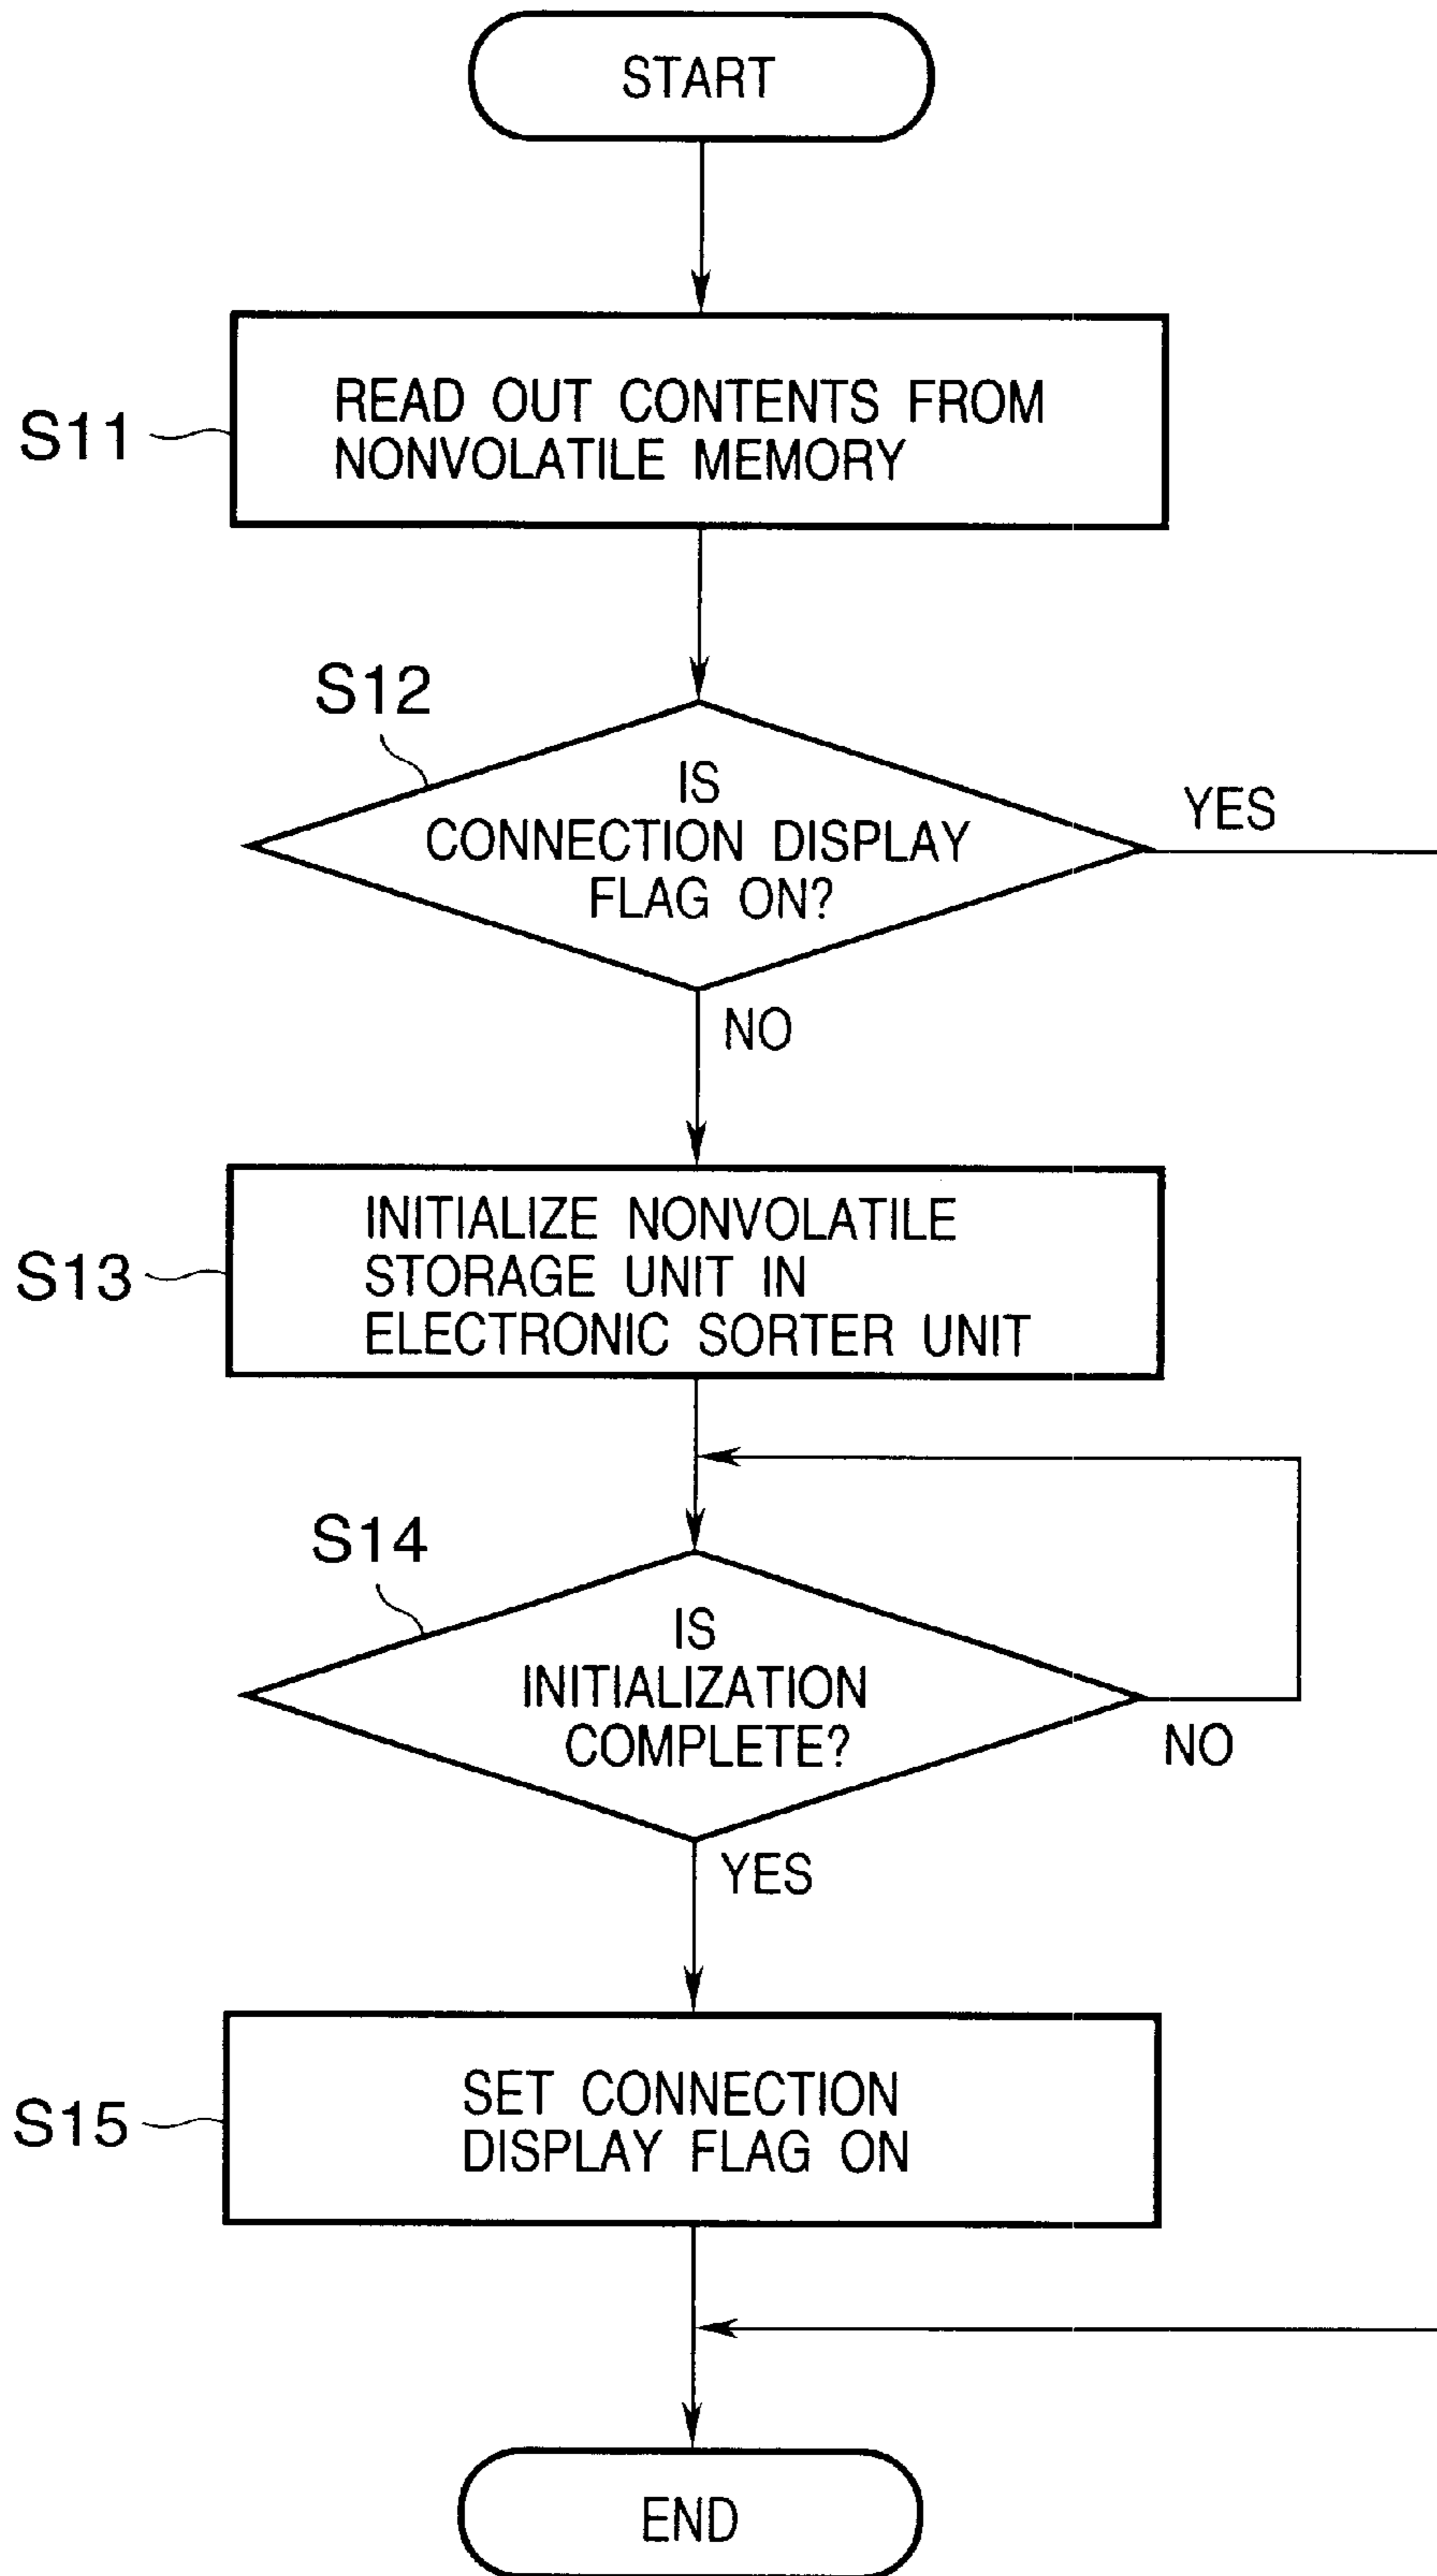 START
S11
READ OUT CONTENTS FROM
NONVOLATILE MEMORY
S12
IS
CONNECTION DISPLAY
FLAG ON?
YES
NO
S13
INITIALIZE NONVOLATILE
STORAGE UNIT IN
ELECTRONIC SORTER UNIT
S14
IS
INITIALIZATION
COMPLETE?
NO
YES
S15
SET CONNECTION
DISPLAY FLAG ON
END